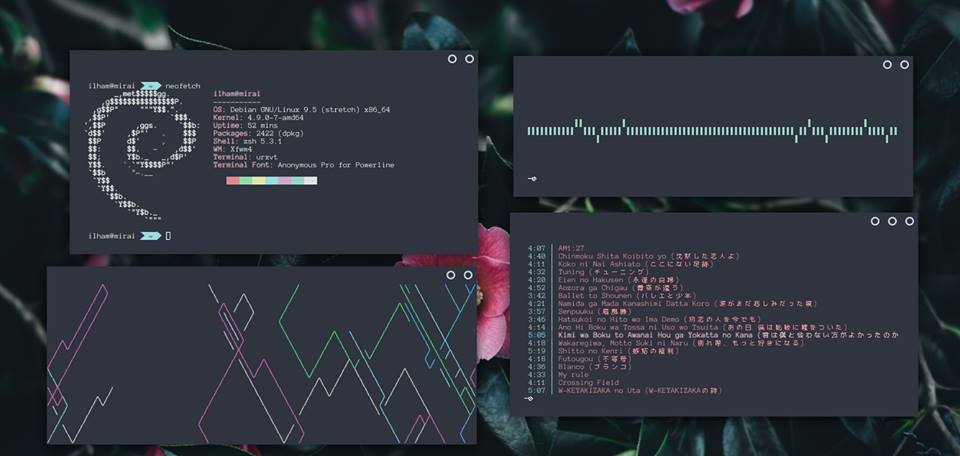 ilham@mirai ~ neofetch
ilham@mirai
-----------
OS: Debian GNU/Linux 9.5 (stretch) x86_64
Kernel: 4.9.0-7-amd64
Uptime: 52 mins
Packages: 2422 (dpkg)
Shell: zsh 5.3.1
WM: Xfwm4
Terminal: urxvt
Terminal Font: Anonymous Pro for Powerline
ilham@mirai ~
4:07 AM1:27
4:40 Chinmoku Shita Koibito yo (沈黙した恋人よ)
4:11 Koko ni Nai Ashiato (ここにない足跡)
4:32 Tuning (チューニング)
4:20 Eien no Hakusen (永遠の白線)
4:52 Aozora ga Chigau (青空が違う)
3:42 Ballet to Shounen (バレエと少年)
4:21 Namida ga Mada Kanashimi Datta Koro (涙がまだ悲しみだった頃)
3:57 Senpuuku (扇風機)
3:46 Hatsukoi no Hito wo Ima Demo (初恋の人を今でも)
4:14 Ano Hi Boku wa Tossa ni Uso wo Tsuita (あの日 僕は咄嗟に嘘をついた)
5:05 Kimi wa Boku to Awanai Hou ga Yokatta no Kana (君は僕と会わない方がよかったのか
4:18 Wakaregiwa, Motto Suki ni Naru (別れ際、もっと好きになる)
5:19 Shitto no Kenri (嫉妬の権利)
4:18 Futougou (不等号)
4:36 Blanco (ブランコ)
4:33 My rule
4:11 Crossing Field
5:07 W-KEYAKIZAKA no Uta (W-KEYAKIZAKAの詩)